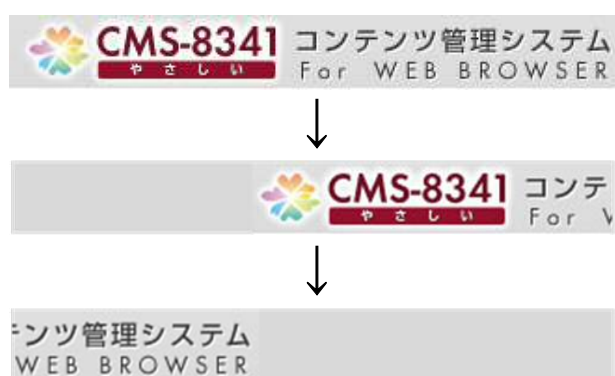 CMS-8341 コンテンツ管理システム
やさしい For WEB BROWSER
↓
CMS-8341 コンテ
やさしい For
↓
ンツ管理システム
WEB BROWSER